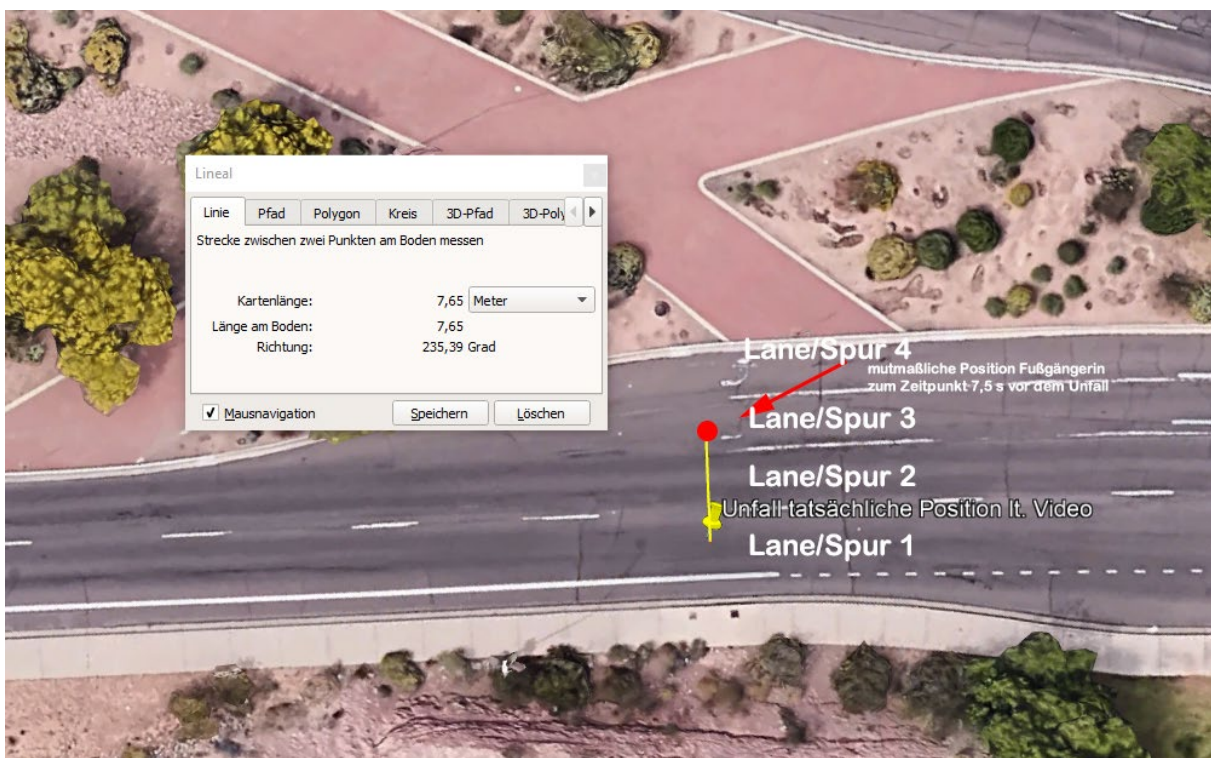 Lineal
Linie Pfad Polygon Kreis 3D-Pfad
Strecke zwischen zwei Punkten am Boden messen
Kartenlänge: 7,65 Meter
Länge am Boden: 7,65
Richtung: 235,39 Grad
Mausnavigation Speichern Löschen
Lane/Spur 4
mutmaßliche Position Fußgängerin
zum Zeitpunkt 7,5 s vor dem Unfall
Lane/Spur 3
Lane/Spur 2
Unfall tatsächliche Position lt. Video
Lane/Spur 1